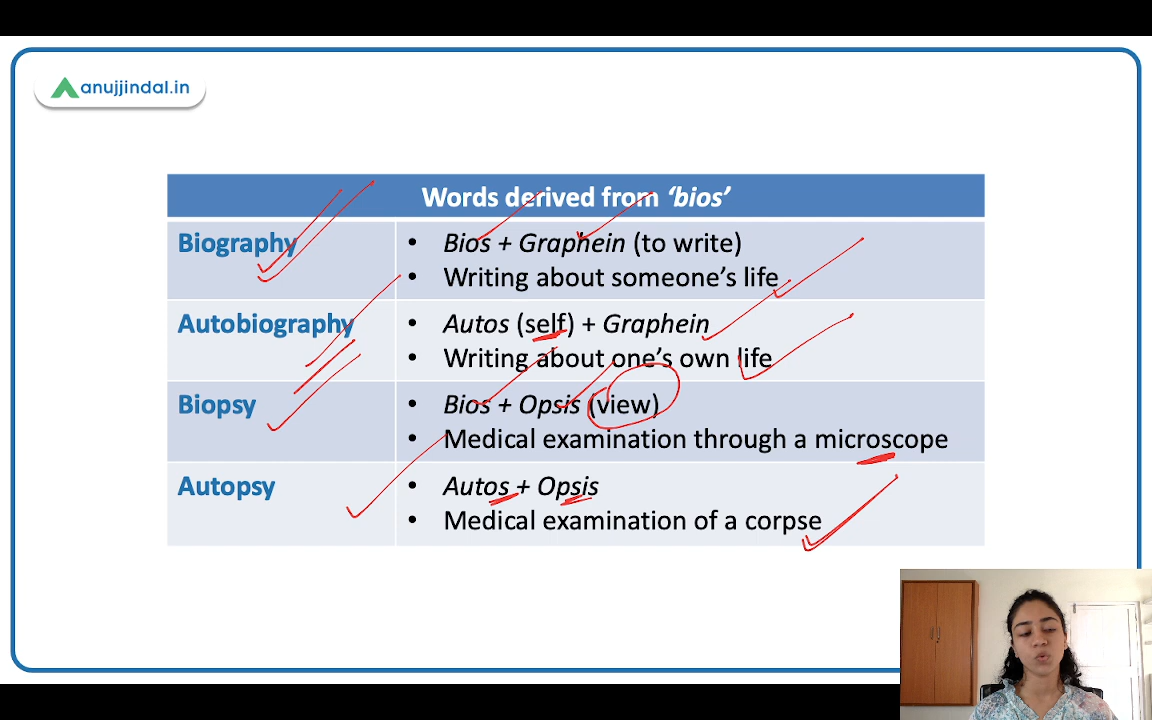 anujjindal.in
Words derived from ‘bios’
Biography
• Bios + Graphein (to write)
• Writing about someone’s life
Autobiography
• Autos (self) + Graphein
• Writing about one’s own life
Biopsy
• Bios + Opsis (view)
• Medical examination through a microscope
Autopsy
• Autos + Opsis
• Medical examination of a corpse